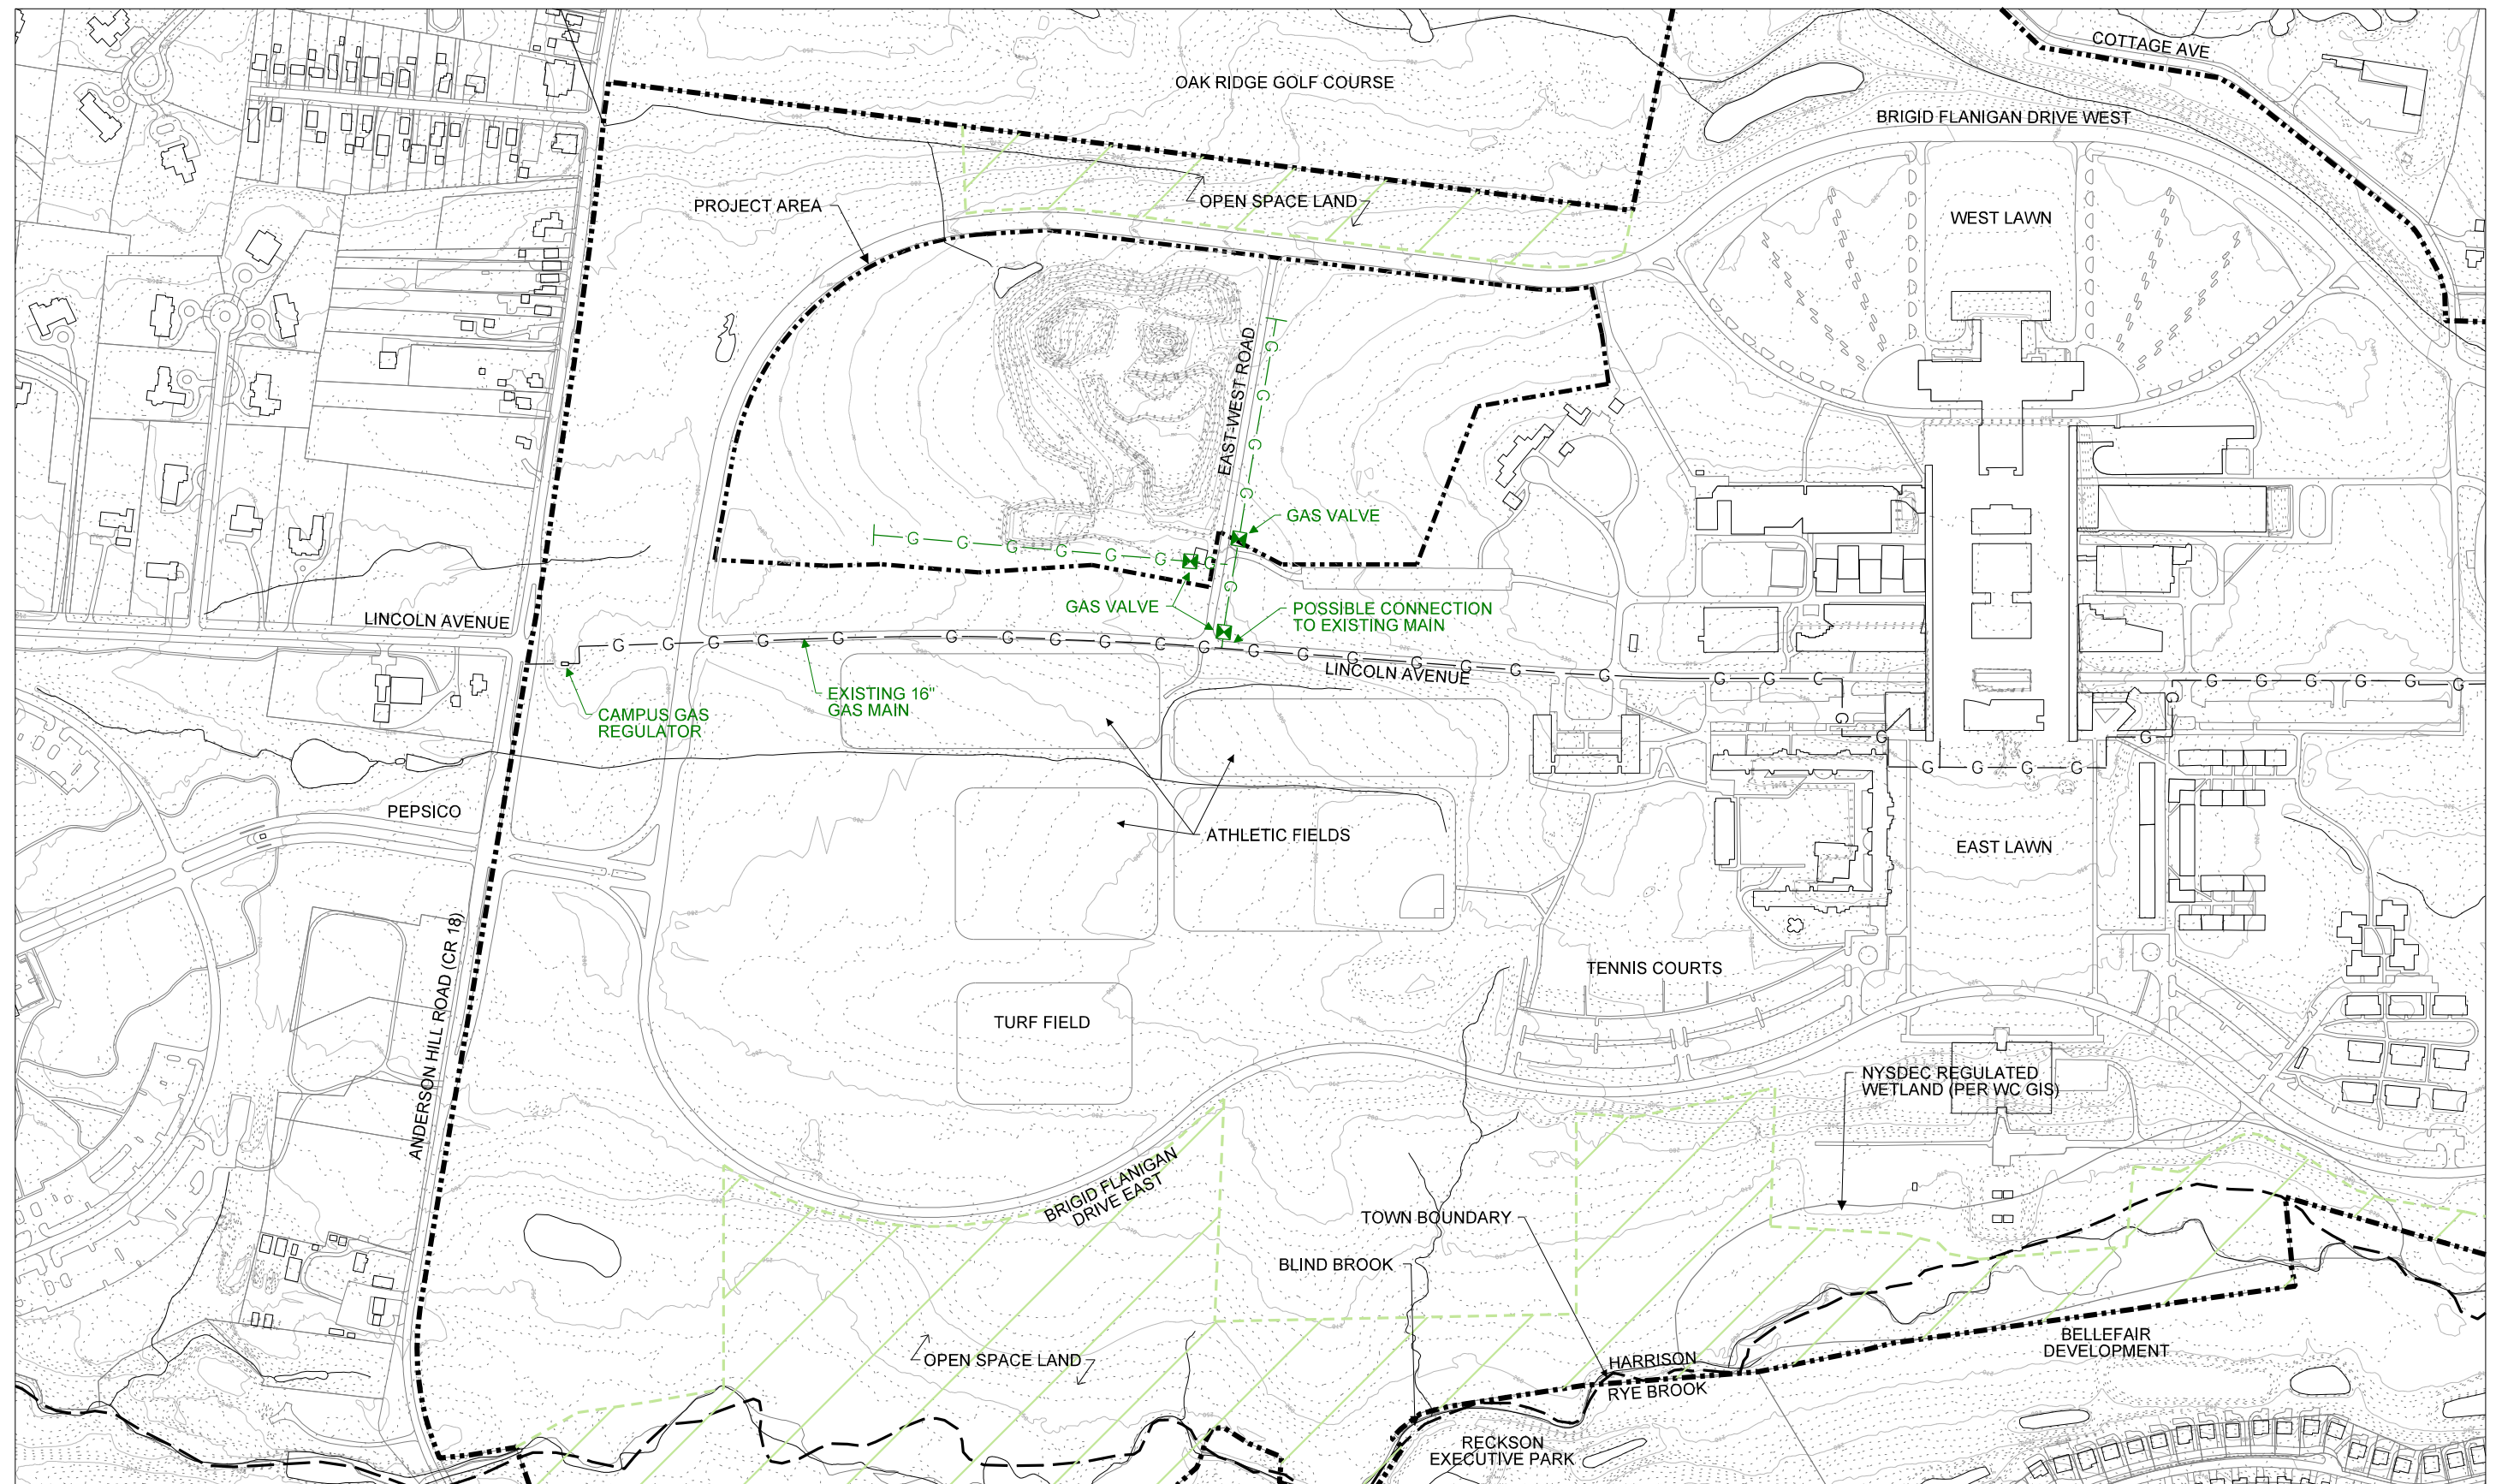 COTTAGE AVE
OAK RIDGE GOLF COURSE
BRIGID FLANIGAN DRIVE WEST
PROJECT AREA
OPEN SPACE LAND
WEST LAWN
EAST-WEST ROAD
G
G
G
G
GAS VALVE
G G G G G G G
G
GAS VALVE
POSSIBLE CONNECTION
TO EXISTING MAIN
LINCOLN AVENUE
G G G G G G G G G G G G G G G G G G G G G
LINCOLN AVENUE
G G G G G G
EXISTING 16"
GAS MAIN
CAMPUS GAS
REGULATOR
G
G
G
G
G G G G
PEPSICO
ATHLETIC FIELDS
EAST LAWN
ANDERSON HILL ROAD (CR 18)
TENNIS COURTS
TURF FIELD
NYSDEC REGULATED
WETLAND (PER WC GIS)
BRIGID FLANIGAN
DRIVE EAST
TOWN BOUNDARY
BLIND BROOK
OPEN SPACE LAND
HARRISON
RYE BROOK
BELLEFAIR
DEVELOPMENT
RECKSON
EXECUTIVE PARK